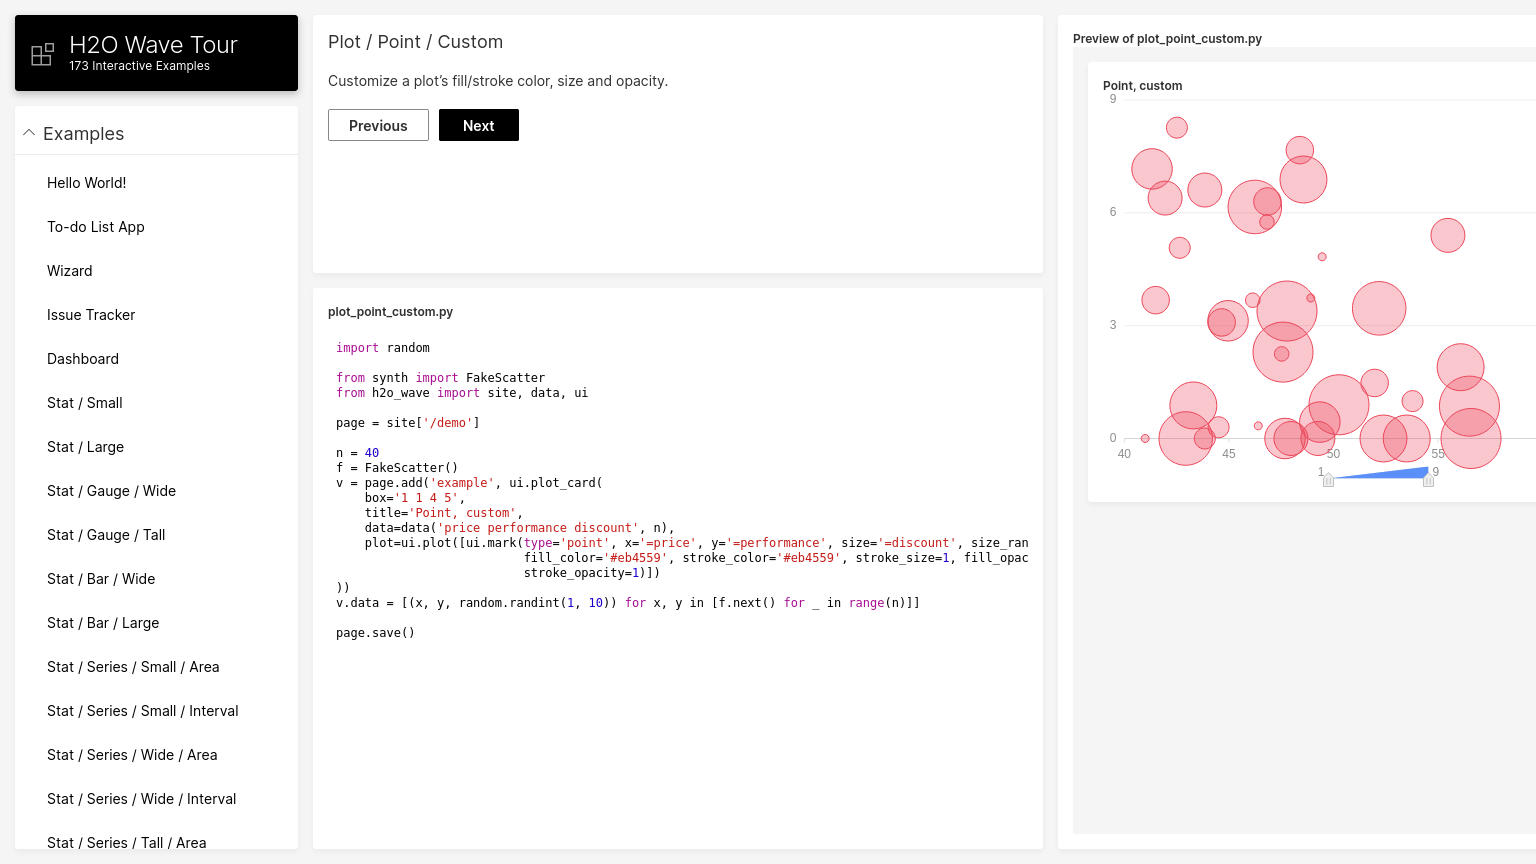 H2O Wave Tour
173 Interactive Examples
Examples
Hello World!
To-do List App
Wizard
Issue Tracker
Dashboard
Stat / Small
Stat / Large
Stat / Gauge / Wide
Stat / Gauge / Tall
Stat / Bar / Wide
Stat / Bar / Large
Stat / Series / Small / Area
Stat / Series / Small / Interval
Stat / Series / Wide / Area
Stat / Series / Wide / Interval
Stat / Series / Tall / Area
Plot / Point / Custom
Customize a plot’s fill/stroke color, size and opacity.
Previous Next
plot_point_custom.py
import random
from synth import FakeScatter
from h2o_wave import site, data, ui
page = site['/demo']
n = 40
f = FakeScatter()
v = page.add('example', ui.plot_card(
    box='1 1 4 5',
    title='Point, custom',
    data=data('price performance discount', n),
    plot=ui.plot([ui.mark(type='point', x='=price', y='=performance', size='=discount', size_ran
                          fill_color='#eb4559', stroke_color='#eb4559', stroke_size=1, fill_opac
                          stroke_opacity=1)])
))
v.data = [(x, y, random.randint(1, 10)) for x, y in [f.next() for _ in range(n)]]
page.save()
Preview of plot_point_custom.py
Point, custom
9
6
3
0
40 45 50 55
1 9